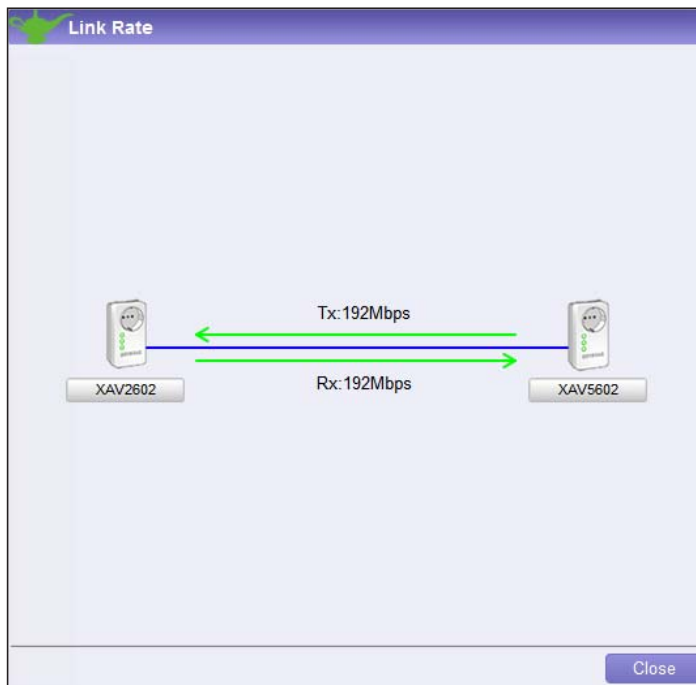 Link Rate
Tx:192Mbps
Rx:192Mbps
XAV2602
XAV5602
Close